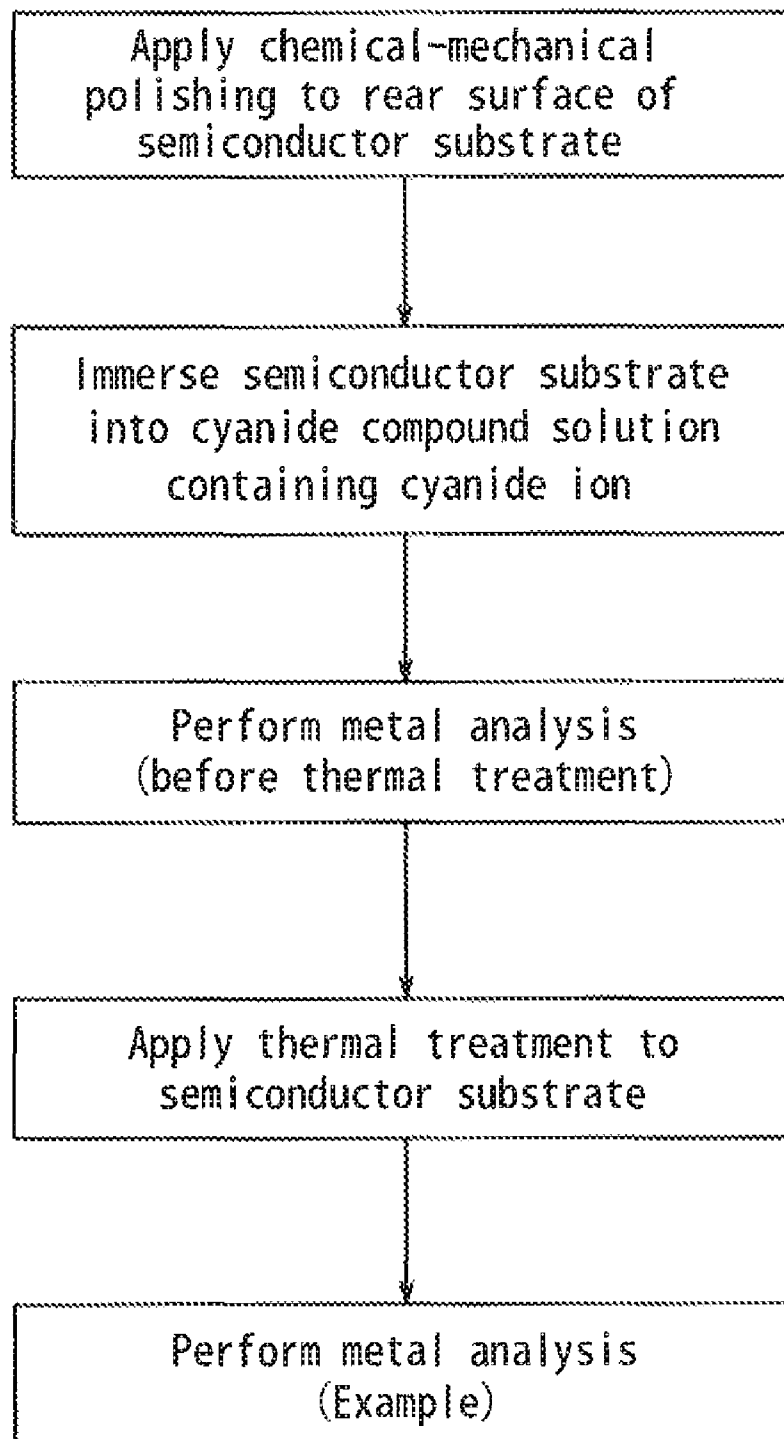 Apply chemical-mechanical
polishing to rear surface of
semiconductor substrate
Immerse semiconductor substrate
into cyanide compound solution
containing cyanide ion
Perform metal analysis
(before thermal treatment)
Apply thermal treatment to
semiconductor substrate
Perform metal analysis
(Example)